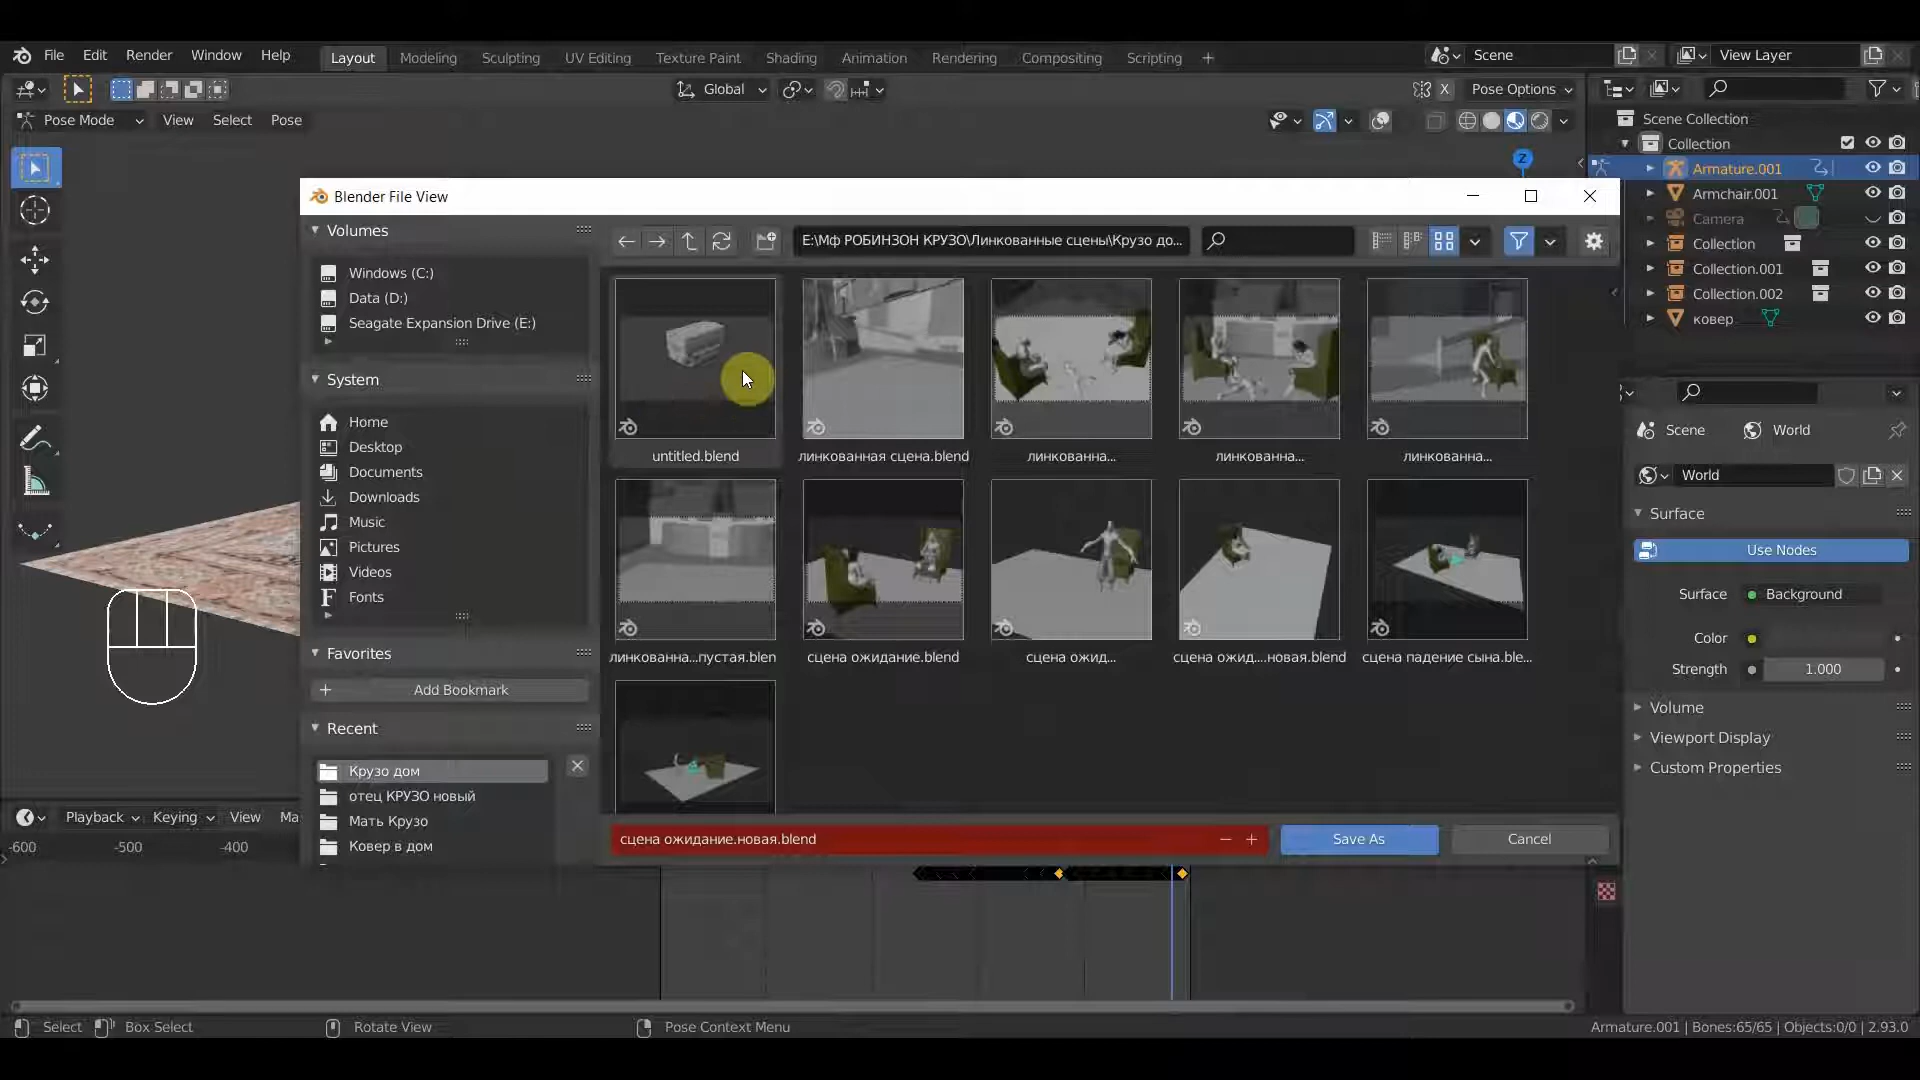 File Edit Render Window Help Layout Modeling Sculpting UV Editing Texture Paint Shading Animation Rendering Compositing Scripting + Scene View Layer
Global X Pose Options
Pose Mode View Select Pose
Scene Collection
Collection
Armature.001
Armchair.001
Camera
Collection
Collection.001
Collection.002
ковер
Z
Blender File View
Volumes
Windows (C:)
Data (D:)
Seagate Expansion Drive (E:)
System
Home
Desktop
Documents
Downloads
Music
Pictures
Videos
Fonts
Favorites
Add Bookmark
Recent
Крузо дом
отец КРУЗО новый
Мать Крузо
Ковер в дом
E:\Мф РОБИНЗОН КРУЗО\Линкованные сцены\Крузо до...
untitled.blend линкованная сцена.blend линкованна... линкованна... линкованна...
линкованна...пустая.blen сцена ожидание.blend сцена ожид... сцена ожид....новая.blend сцена падение сына.ble...
сцена ожидание.новая.blend Save As Cancel
Scene World
World
Surface
Use Nodes
Surface Background
Color
Strength 1.000
Volume
Viewport Display
Custom Properties
Playback Keying View Ma
-600 -500 -400
Select Box Select Rotate View Pose Context Menu Armature.001 | Bones:65/65 | Objects:0/0 | 2.93.0